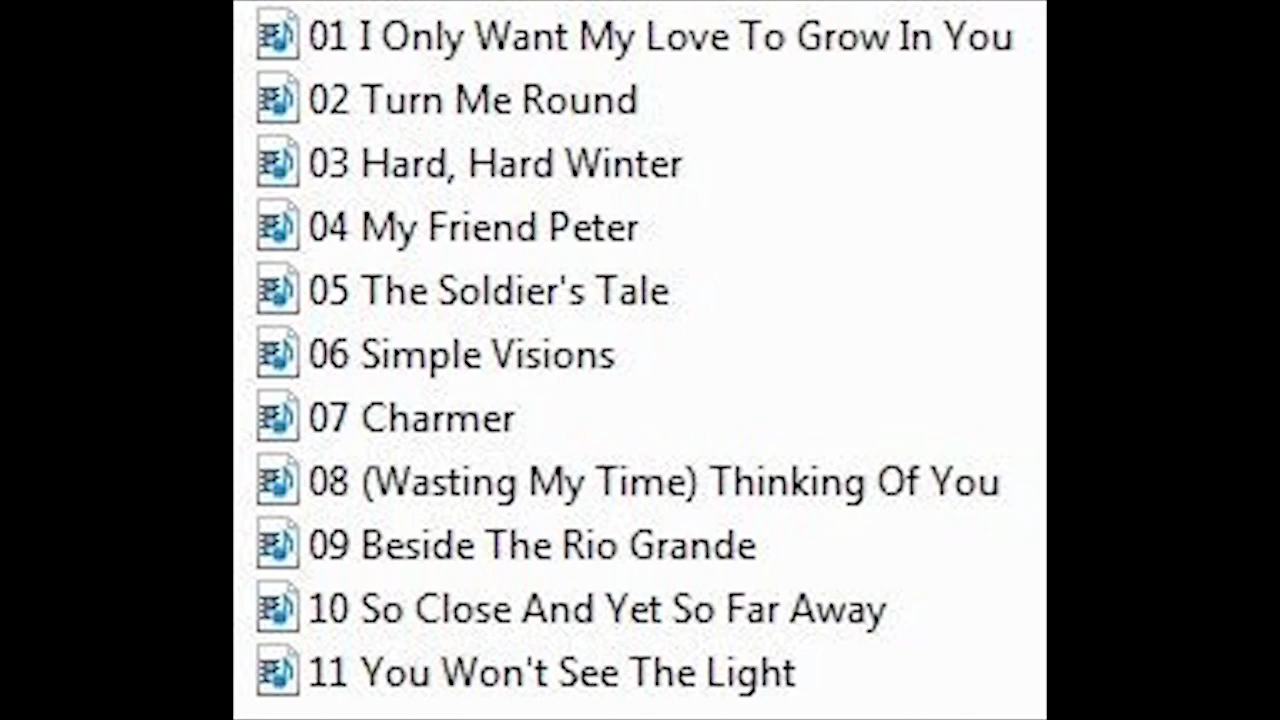 01 I Only Want My Love To Grow In You
02 Turn Me Round
03 Hard, Hard Winter
04 My Friend Peter
05 The Soldier's Tale
06 Simple Visions
07 Charmer
08 (Wasting My Time) Thinking Of You
09 Beside The Rio Grande
10 So Close And Yet So Far Away
11 You Won't See The Light